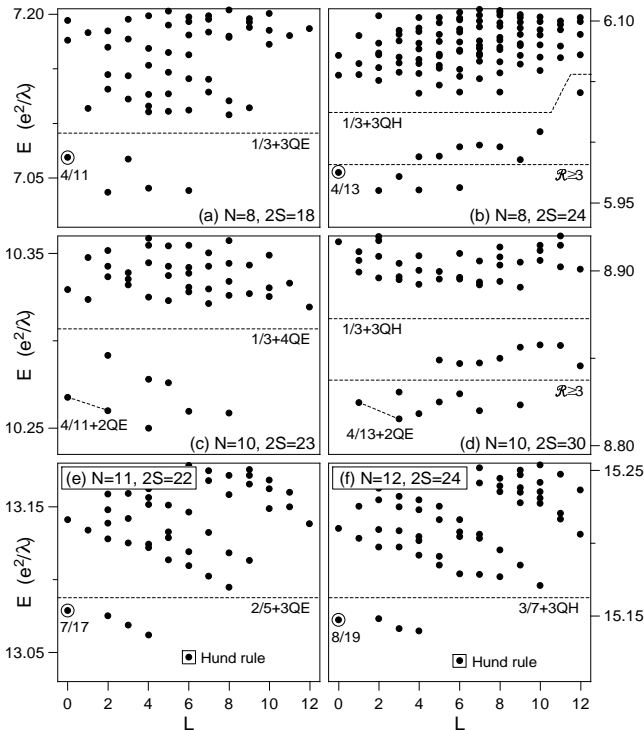 7.20
E (e²/λ)
7.05
1/3+3QE
4/11
(a) N=8, 2S=18
6.10
5.95
1/3+3QH
ℛ≥3
4/13
(b) N=8, 2S=24
10.35
E (e²/λ)
10.25
1/3+4QE
4/11+2QE
(c) N=10, 2S=23
8.90
8.80
1/3+3QH
ℛ≥3
4/13+2QE
(d) N=10, 2S=30
(e) N=11, 2S=22
13.15
E (e²/λ)
13.05
2/5+3QE
7/17
Hund rule
0 2 4 6 8 10 12
L
(f) N=12, 2S=24
15.25
15.15
3/7+3QH
8/19
Hund rule
0 2 4 6 8 10 12
L